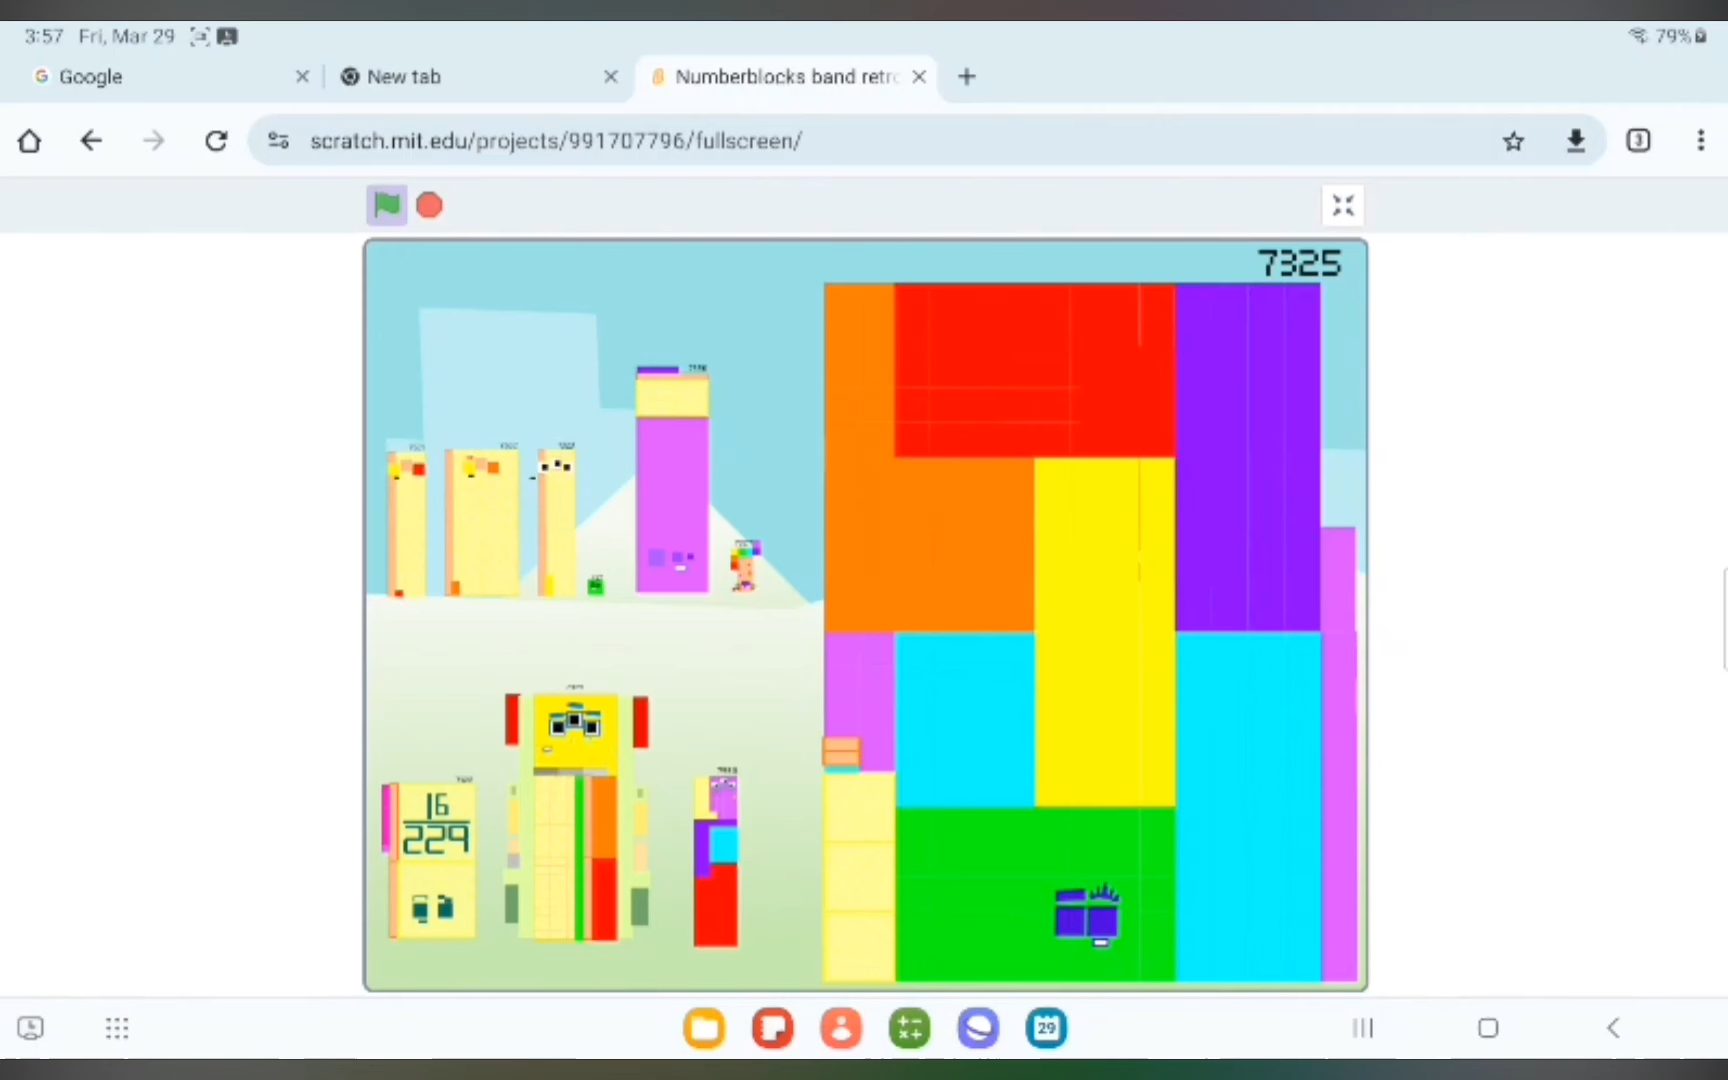 3:57 Fri, Mar 29
79%
Google
New tab
Numberblocks band retr
scratch.mit.edu/projects/991707796/fullscreen/
3
7325
16
229
29